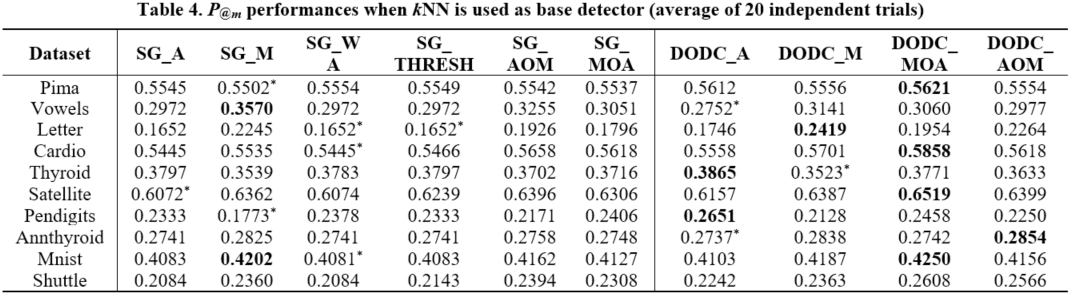 Table 4. P@m performances when kNN is used as base detector (average of 20 independent trials)
Dataset SG_A SG_M SG_W A SG_ THRESH SG_ AOM SG_ MOA DODC_A DODC_M DODC_ MOA DODC_ AOM
Pima 0.5545 0.5502* 0.5554 0.5549 0.5542 0.5537 0.5612 0.5556 0.5621 0.5554
Vowels 0.2972 0.3570 0.2972 0.2972 0.3255 0.3051 0.2752* 0.3141 0.3060 0.2977
Letter 0.1652 0.2245 0.1652* 0.1652* 0.1926 0.1796 0.1746 0.2419 0.1954 0.2264
Cardio 0.5445 0.5535 0.5445* 0.5466 0.5658 0.5618 0.5558 0.5701 0.5858 0.5618
Thyroid 0.3797 0.3539 0.3783 0.3797 0.3702 0.3716 0.3865 0.3523* 0.3771 0.3633
Satellite 0.6072* 0.6362 0.6074 0.6239 0.6396 0.6306 0.6157 0.6387 0.6519 0.6399
Pendigits 0.2333 0.1773* 0.2378 0.2333 0.2171 0.2406 0.2651 0.2128 0.2458 0.2250
Annthyroid 0.2741 0.2825 0.2741 0.2741 0.2758 0.2748 0.2737* 0.2838 0.2742 0.2854
Mnist 0.4083 0.4202 0.4081* 0.4083 0.4162 0.4127 0.4103 0.4187 0.4250 0.4156
Shuttle 0.2084 0.2360 0.2084 0.2143 0.2394 0.2308 0.2242 0.2363 0.2608 0.2566